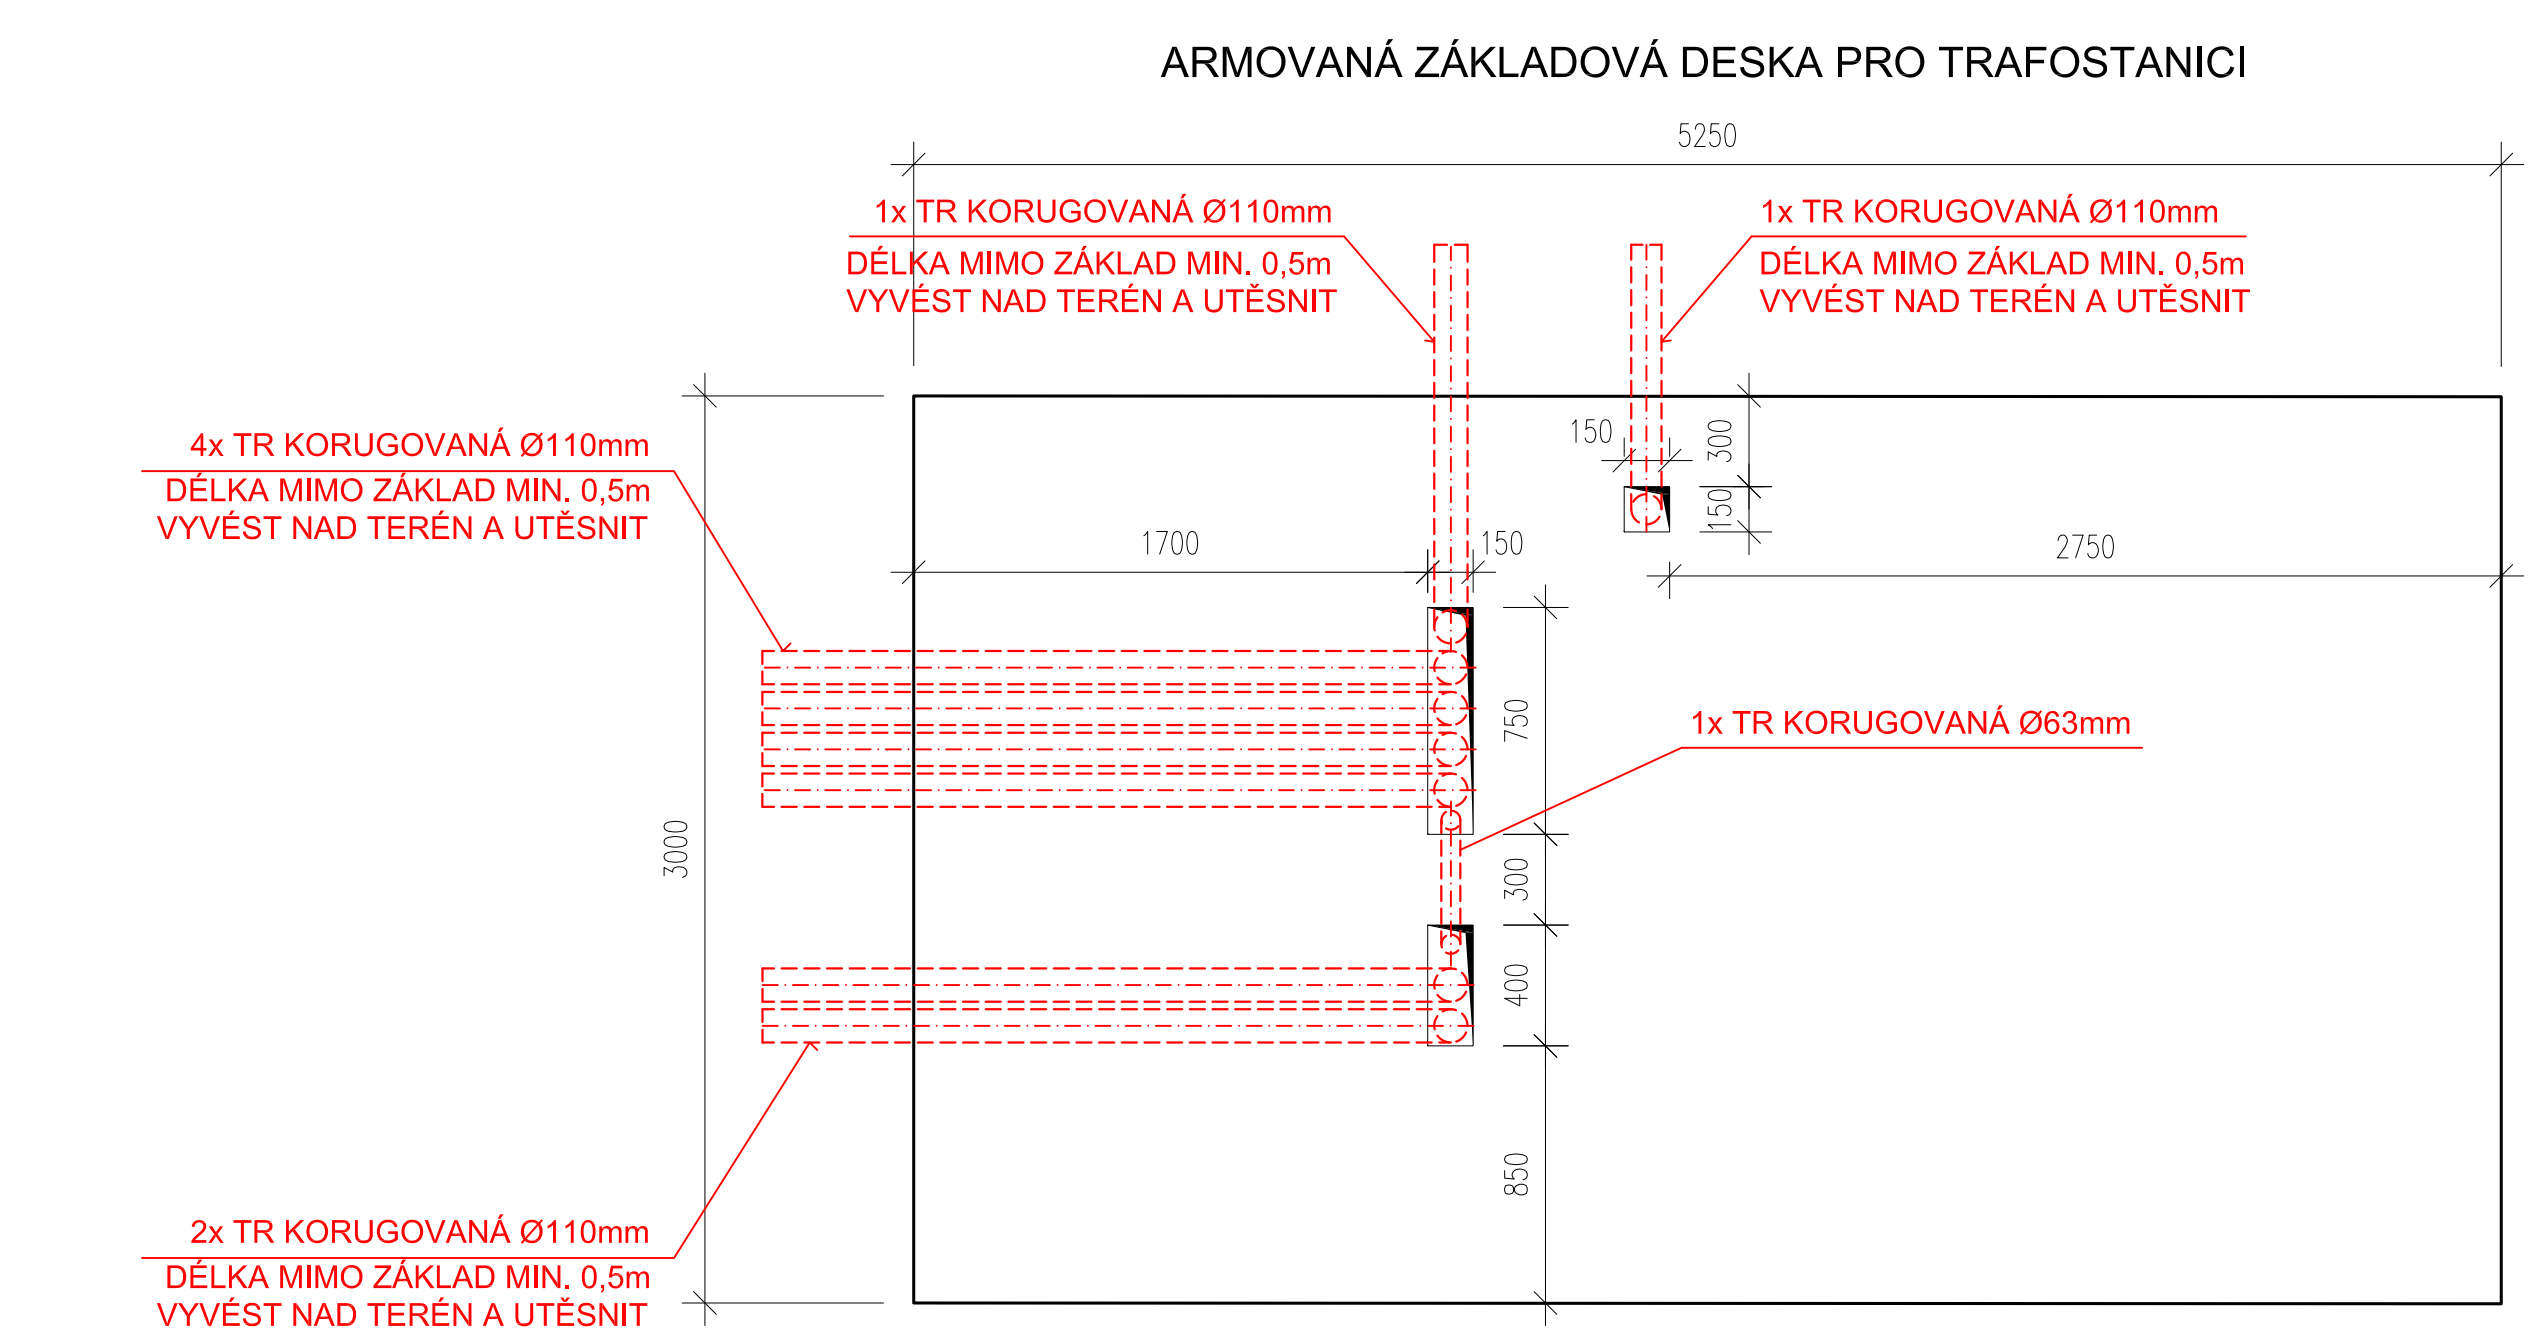 ARMOVANÁ ZÁKLADOVÁ DESKA PRO TRAFOSTANICI
5250
1x TR KORUGOVANÁ Ø110mm
DÉLKA MIMO ZÁKLAD MIN. 0,5m
VYVÉST NAD TERÉN A UTĚSNIT
1x TR KORUGOVANÁ Ø110mm
DÉLKA MIMO ZÁKLAD MIN. 0,5m
VYVÉST NAD TERÉN A UTĚSNIT
4x TR KORUGOVANÁ Ø110mm
DÉLKA MIMO ZÁKLAD MIN. 0,5m
VYVÉST NAD TERÉN A UTĚSNIT
150
300
150
1700
150
2750
750
1x TR KORUGOVANÁ Ø63mm
3000
300
400
850
2x TR KORUGOVANÁ Ø110mm
DÉLKA MIMO ZÁKLAD MIN. 0,5m
VYVÉST NAD TERÉN A UTĚSNIT